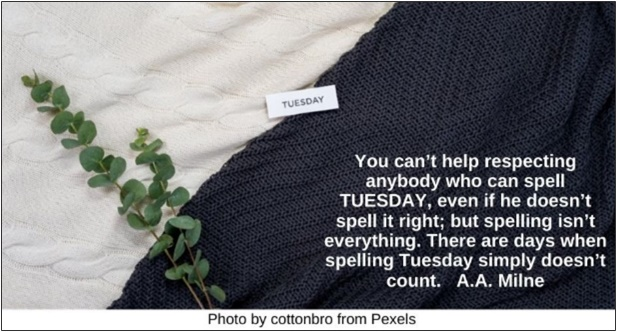 TUESDAY
You can't help respecting
anybody who can spell
TUESDAY, even if he doesn't
spell it right; but spelling isn't
everything. There are days when
spelling Tuesday simply doesn't
count.   A.A. Milne
Photo by cottonbro from Pexels